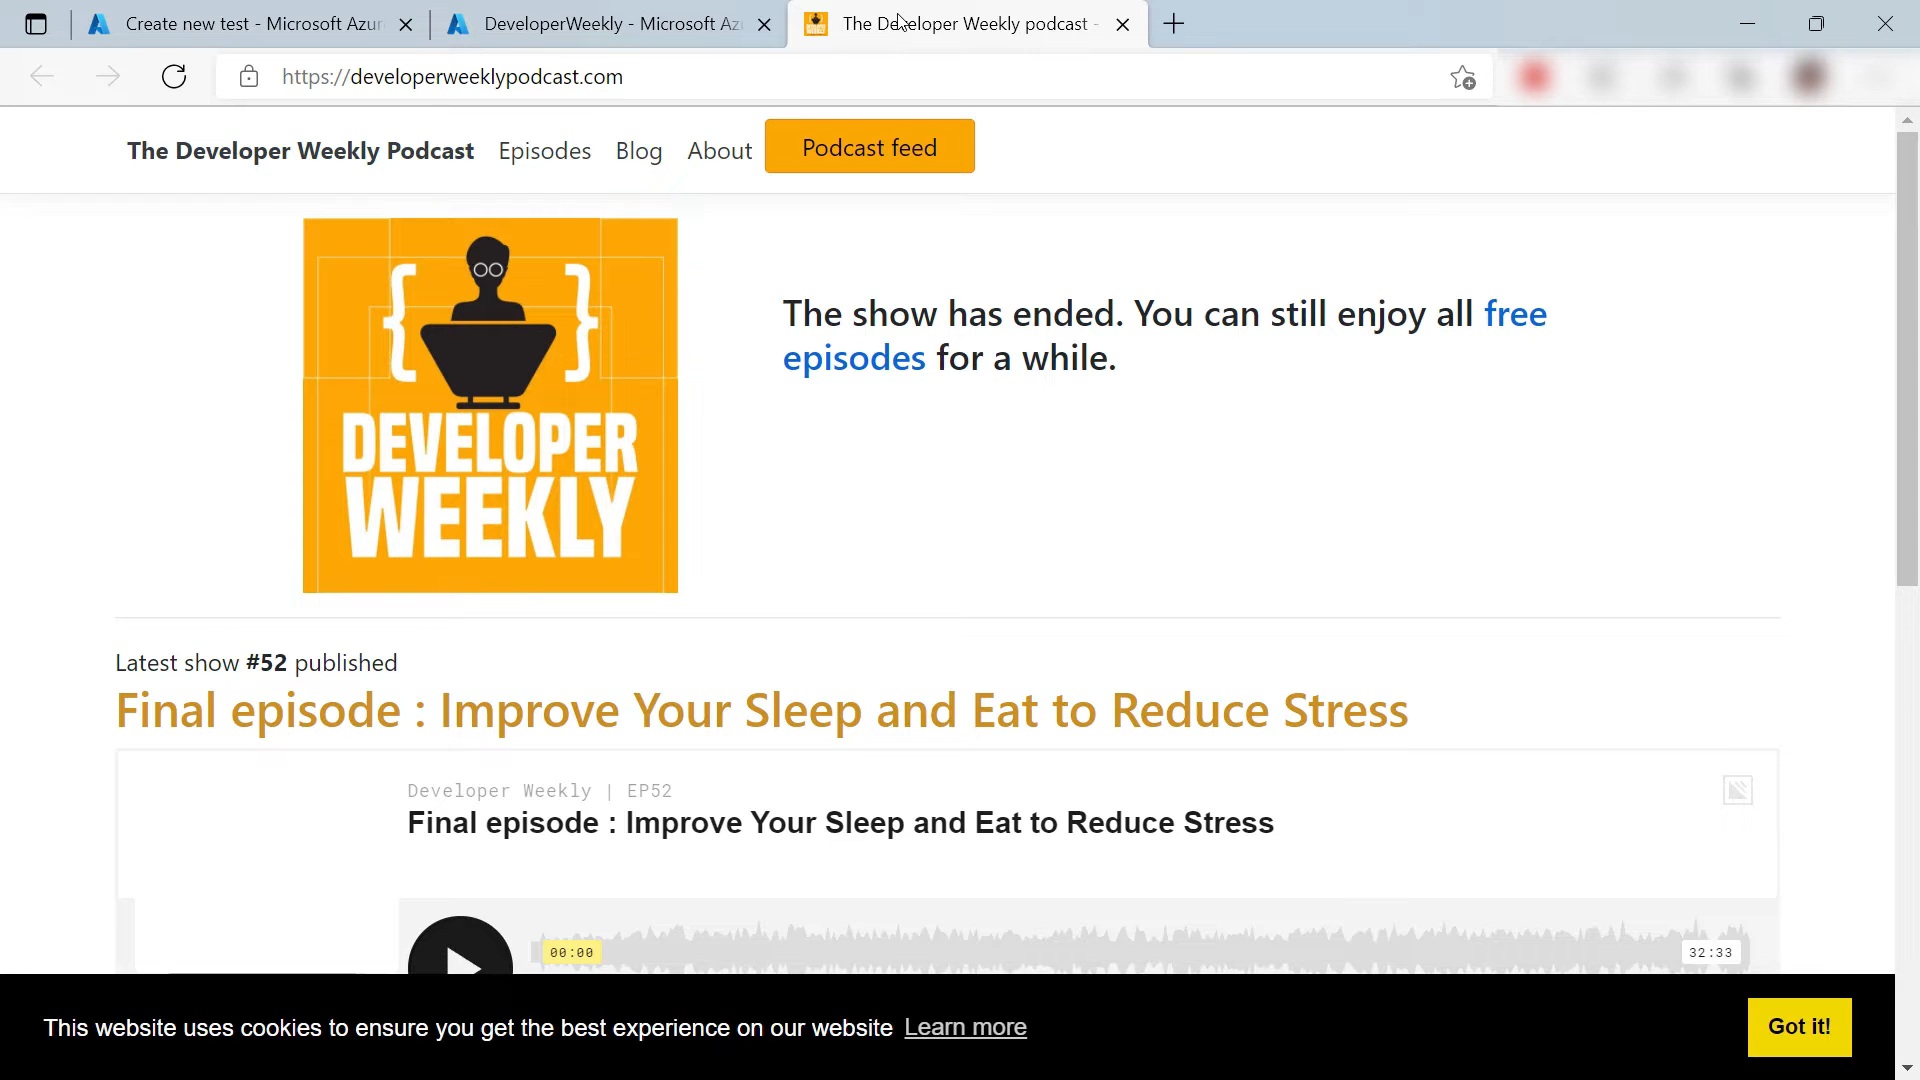 Create new test - Microsoft Azur
DeveloperWeekly - Microsoft Az
The Developer Weekly podcast -
https://developerweeklypodcast.com
The Developer Weekly Podcast Episodes Blog About Podcast feed
{ }
DEVELOPER
WEEKLY
The show has ended. You can still enjoy all free
episodes for a while.
Latest show #52 published
Final episode : Improve Your Sleep and Eat to Reduce Stress
Developer Weekly | EP52
Final episode : Improve Your Sleep and Eat to Reduce Stress
00:00
32:33
This website uses cookies to ensure you get the best experience on our website Learn more
Got it!